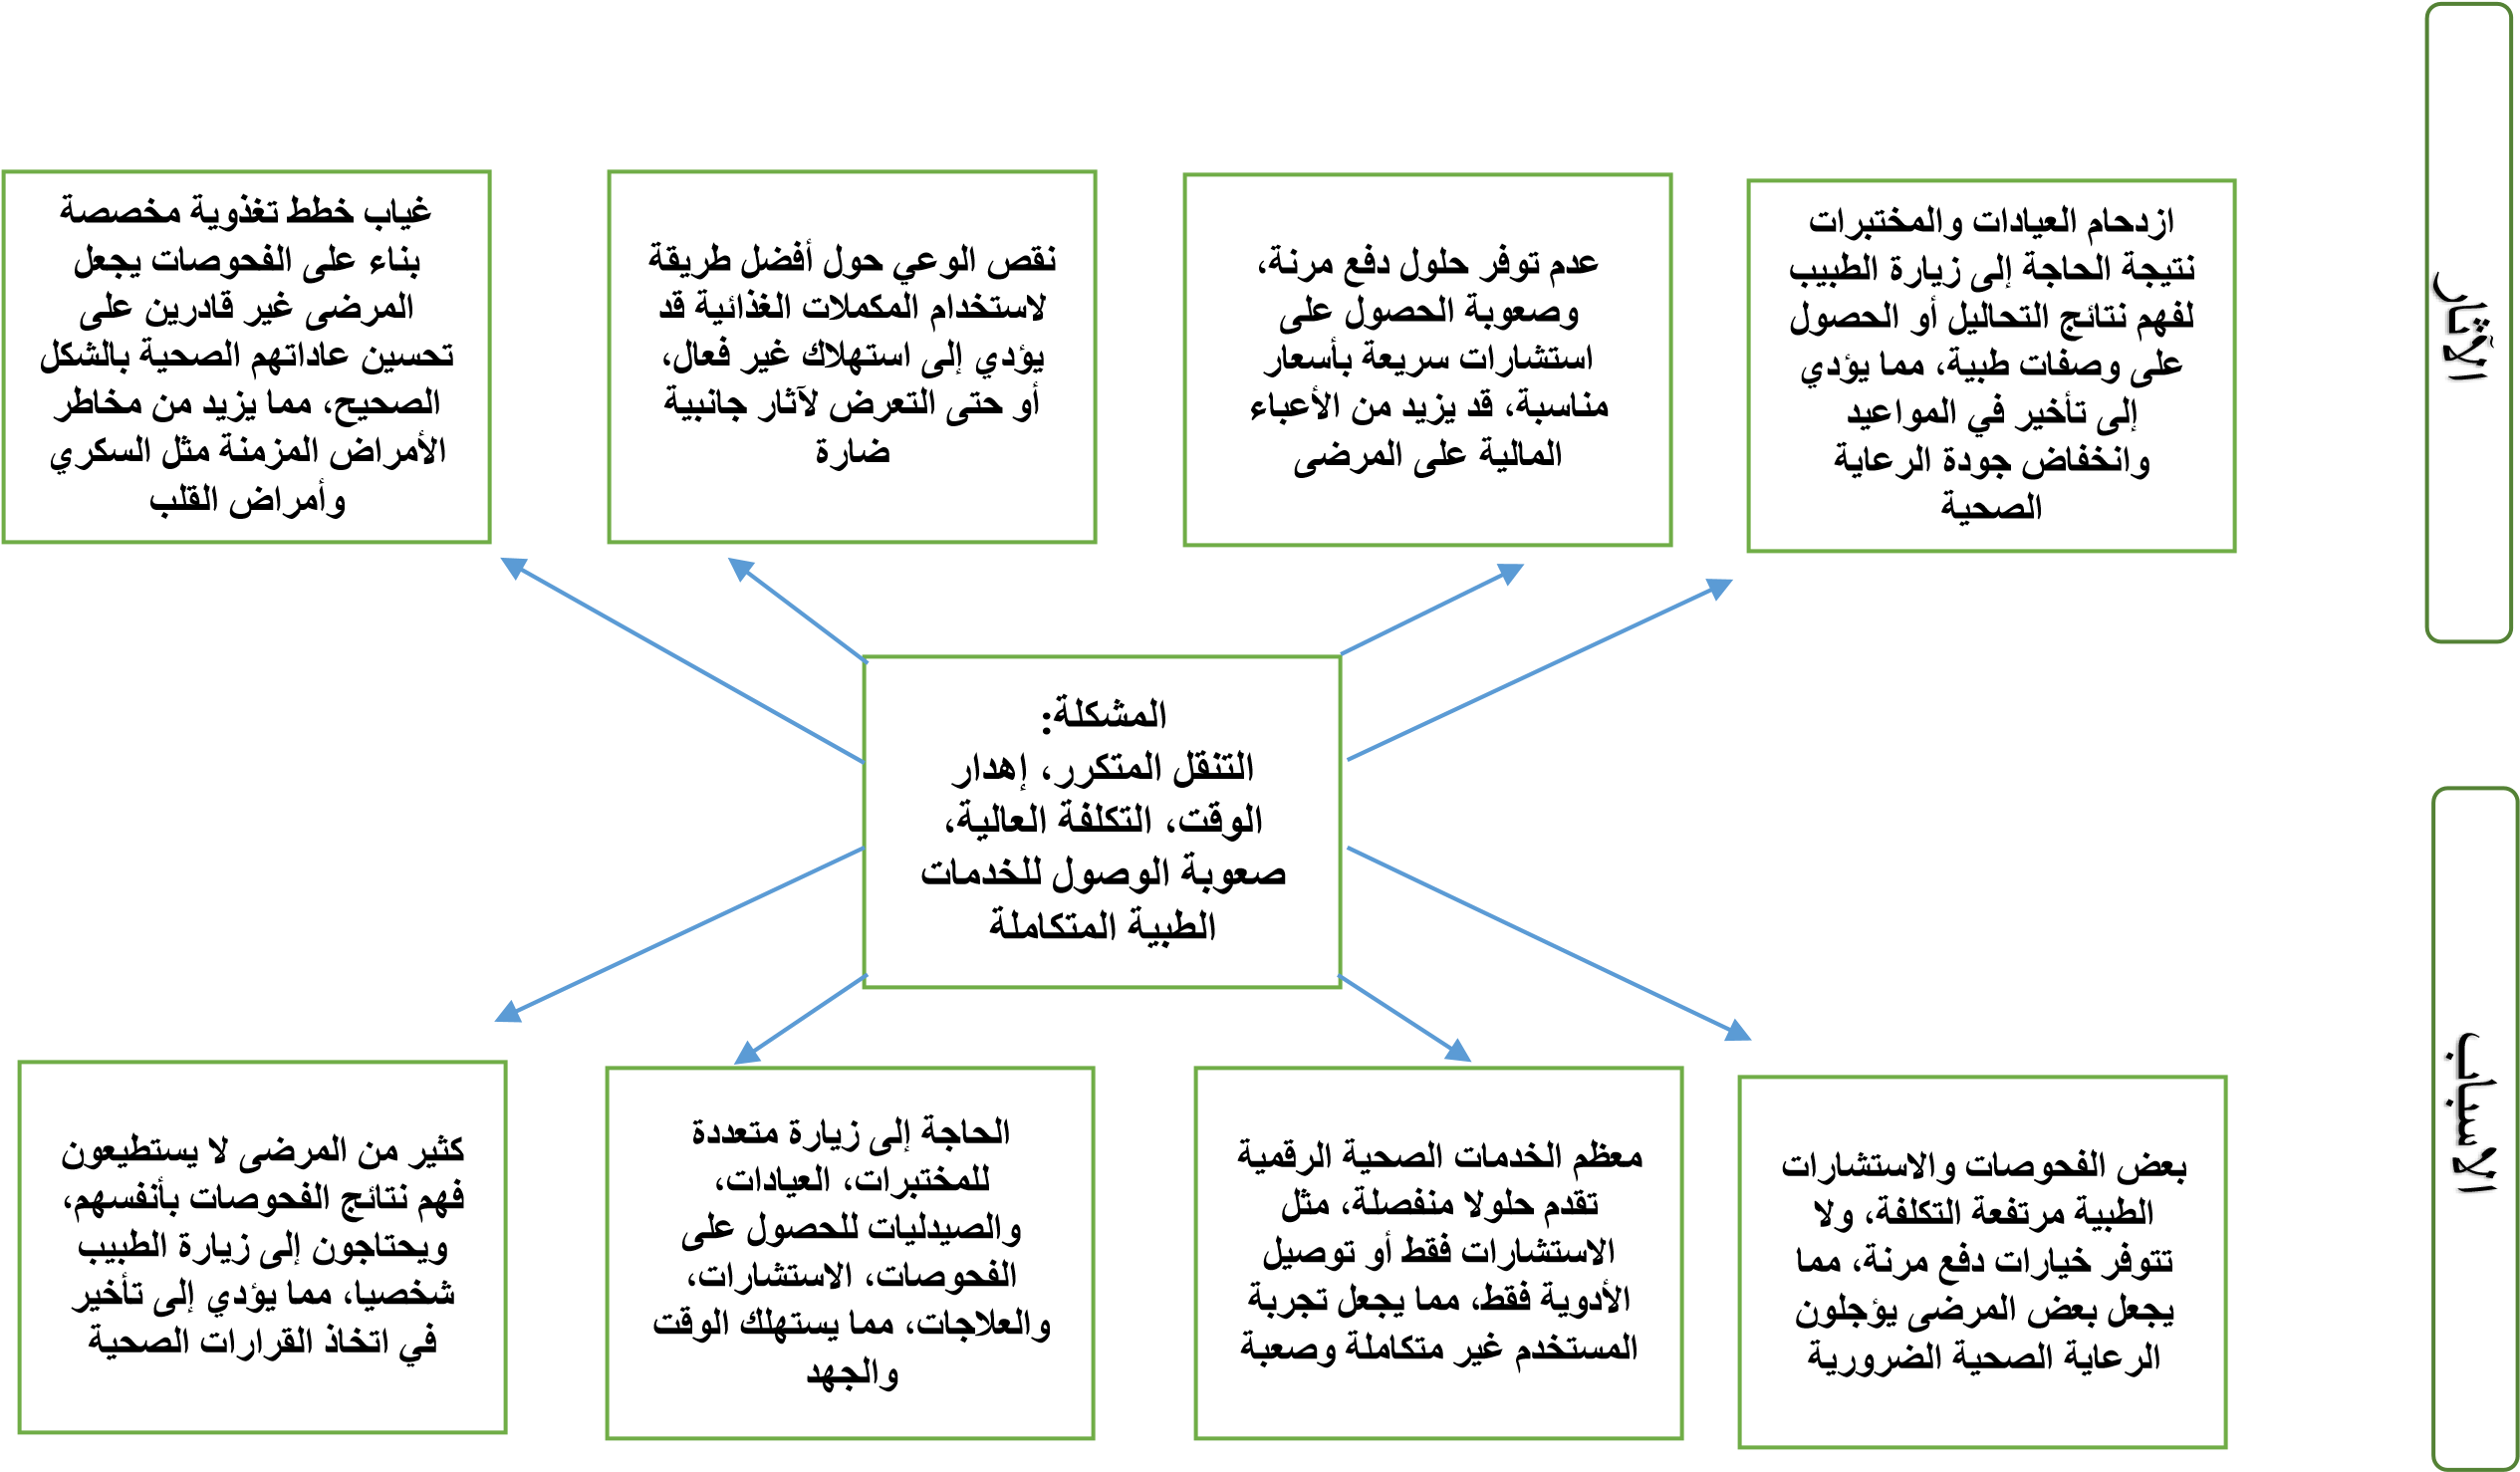 الآثار
ازدحام العيادات والمختبرات
نتيجة الحاجة إلى زيارة الطبيب
لفهم نتائج التحاليل أو الحصول
على وصفات طبية، مما يؤدي
إلى تأخير في المواعيد
وانخفاض جودة الرعاية
الصحية
عدم توفر حلول دفع مرنة،
وصعوبة الحصول على
استشارات سريعة بأسعار
مناسبة، قد يزيد من الأعباء
المالية على المرضى
نقص الوعي حول أفضل طريقة
لاستخدام المكملات الغذائية قد
يؤدي إلى استهلاك غير فعال،
أو حتى التعرض لآثار جانبية
ضارة
غياب خطط تغذوية مخصصة
بناء على الفحوصات يجعل
المرضى غير قادرين على
تحسين عاداتهم الصحية بالشكل
الصحيح، مما يزيد من مخاطر
الأمراض المزمنة مثل السكري
وأمراض القلب
المشكلة:
التنقل المتكرر، إهدار
الوقت، التكلفة العالية،
صعوبة الوصول للخدمات
الطبية المتكاملة
الاسباب
بعض الفحوصات والاستشارات
الطبية مرتفعة التكلفة، ولا
تتوفر خيارات دفع مرنة، مما
يجعل بعض المرضى يؤجلون
الرعاية الصحية الضرورية
معظم الخدمات الصحية الرقمية
تقدم حلولا منفصلة، مثل
الاستشارات فقط أو توصيل
الأدوية فقط، مما يجعل تجربة
المستخدم غير متكاملة وصعبة
الحاجة إلى زيارة متعددة
للمختبرات، العيادات،
والصيدليات للحصول على
الفحوصات، الاستشارات،
والعلاجات، مما يستهلك الوقت
والجهد
كثير من المرضى لا يستطيعون
فهم نتائج الفحوصات بأنفسهم،
ويحتاجون إلى زيارة الطبيب
شخصيا، مما يؤدي إلى تأخير
في اتخاذ القرارات الصحية